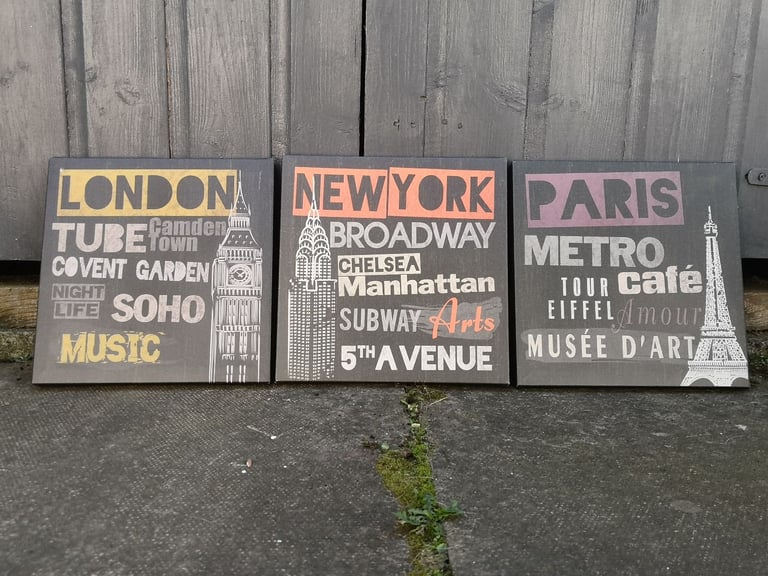 LONDON
TUBE Camden Town
COVENT GARDEN
NIGHT LIFE SOHO
MUSIC
NEW YORK
BROADWAY
CHELSEA
Manhattan
SUBWAY Arts
5TH AVENUE
PARIS
METRO
TOUR EIFFEL café
Amour
MUSÉE D'ART